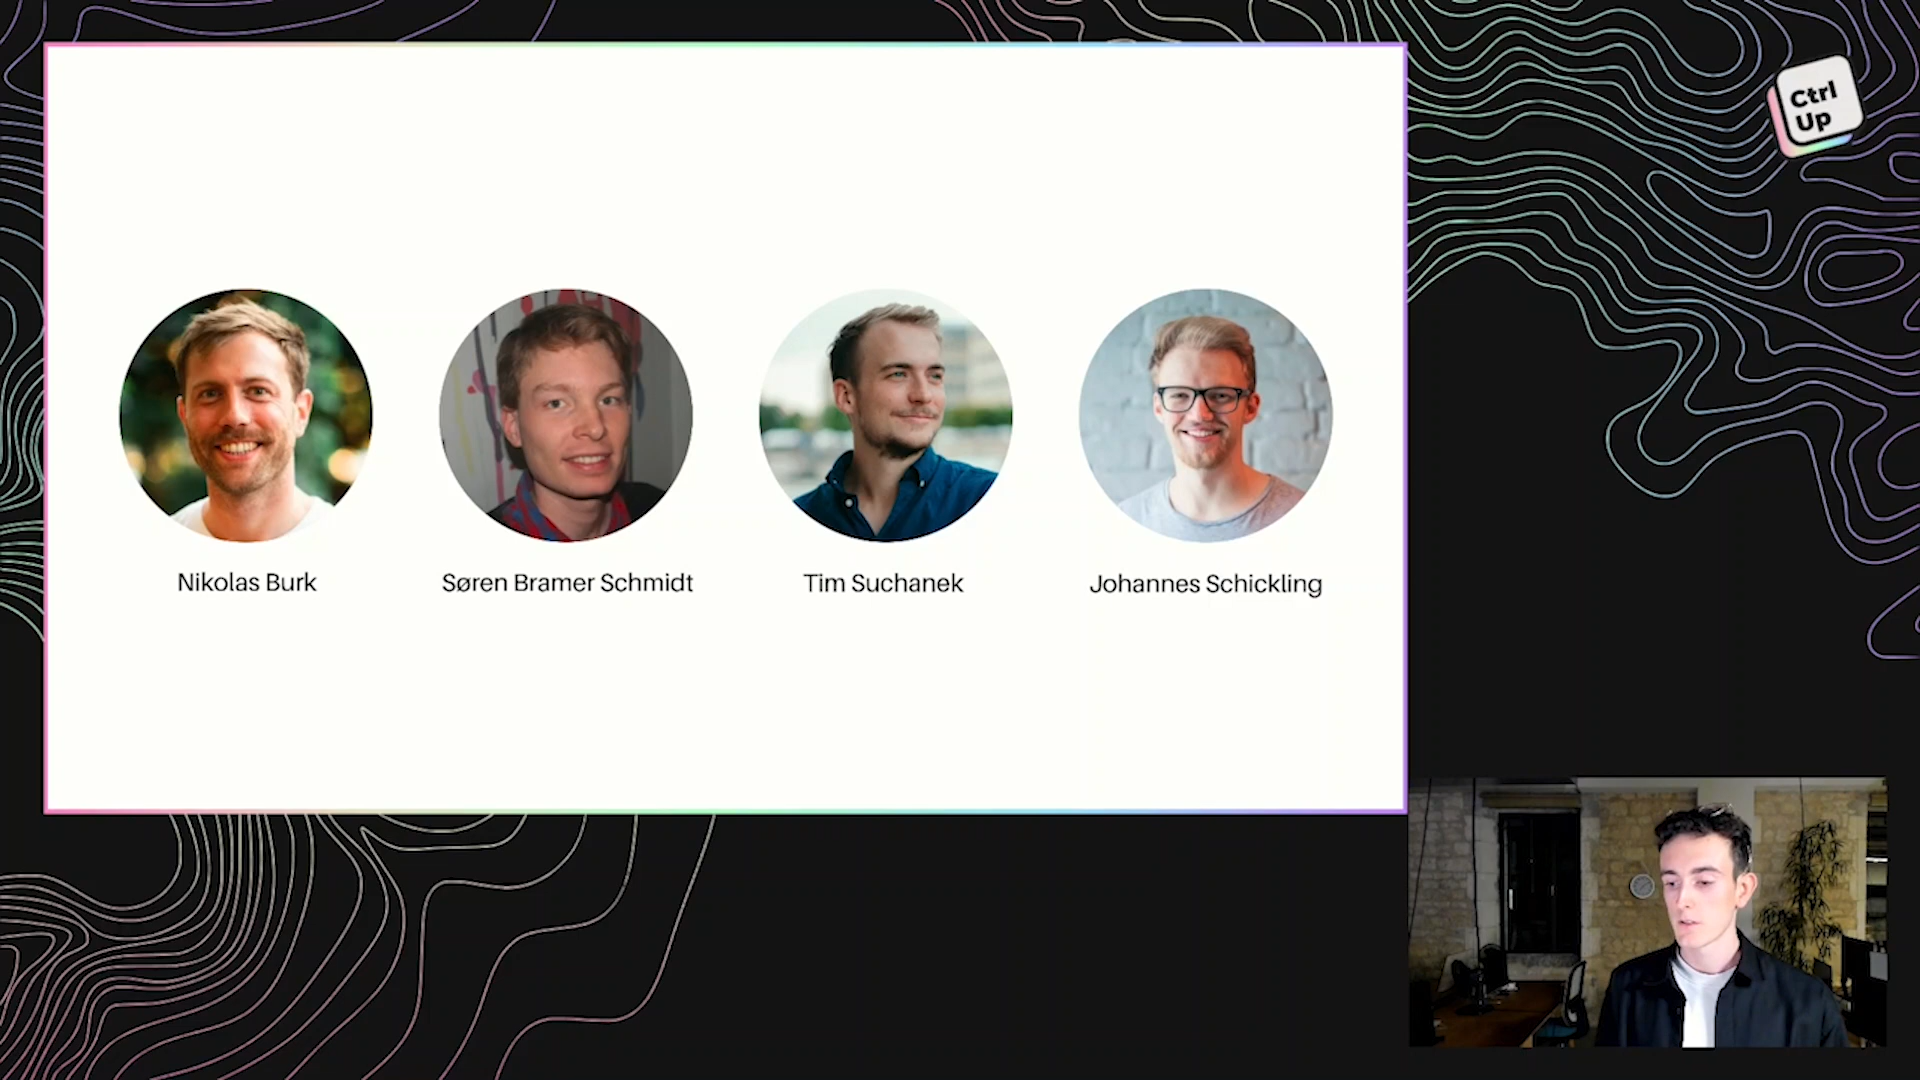 Ctrl
Up
Nikolas Burk
Søren Bramer Schmidt
Tim Suchanek
Johannes Schickling